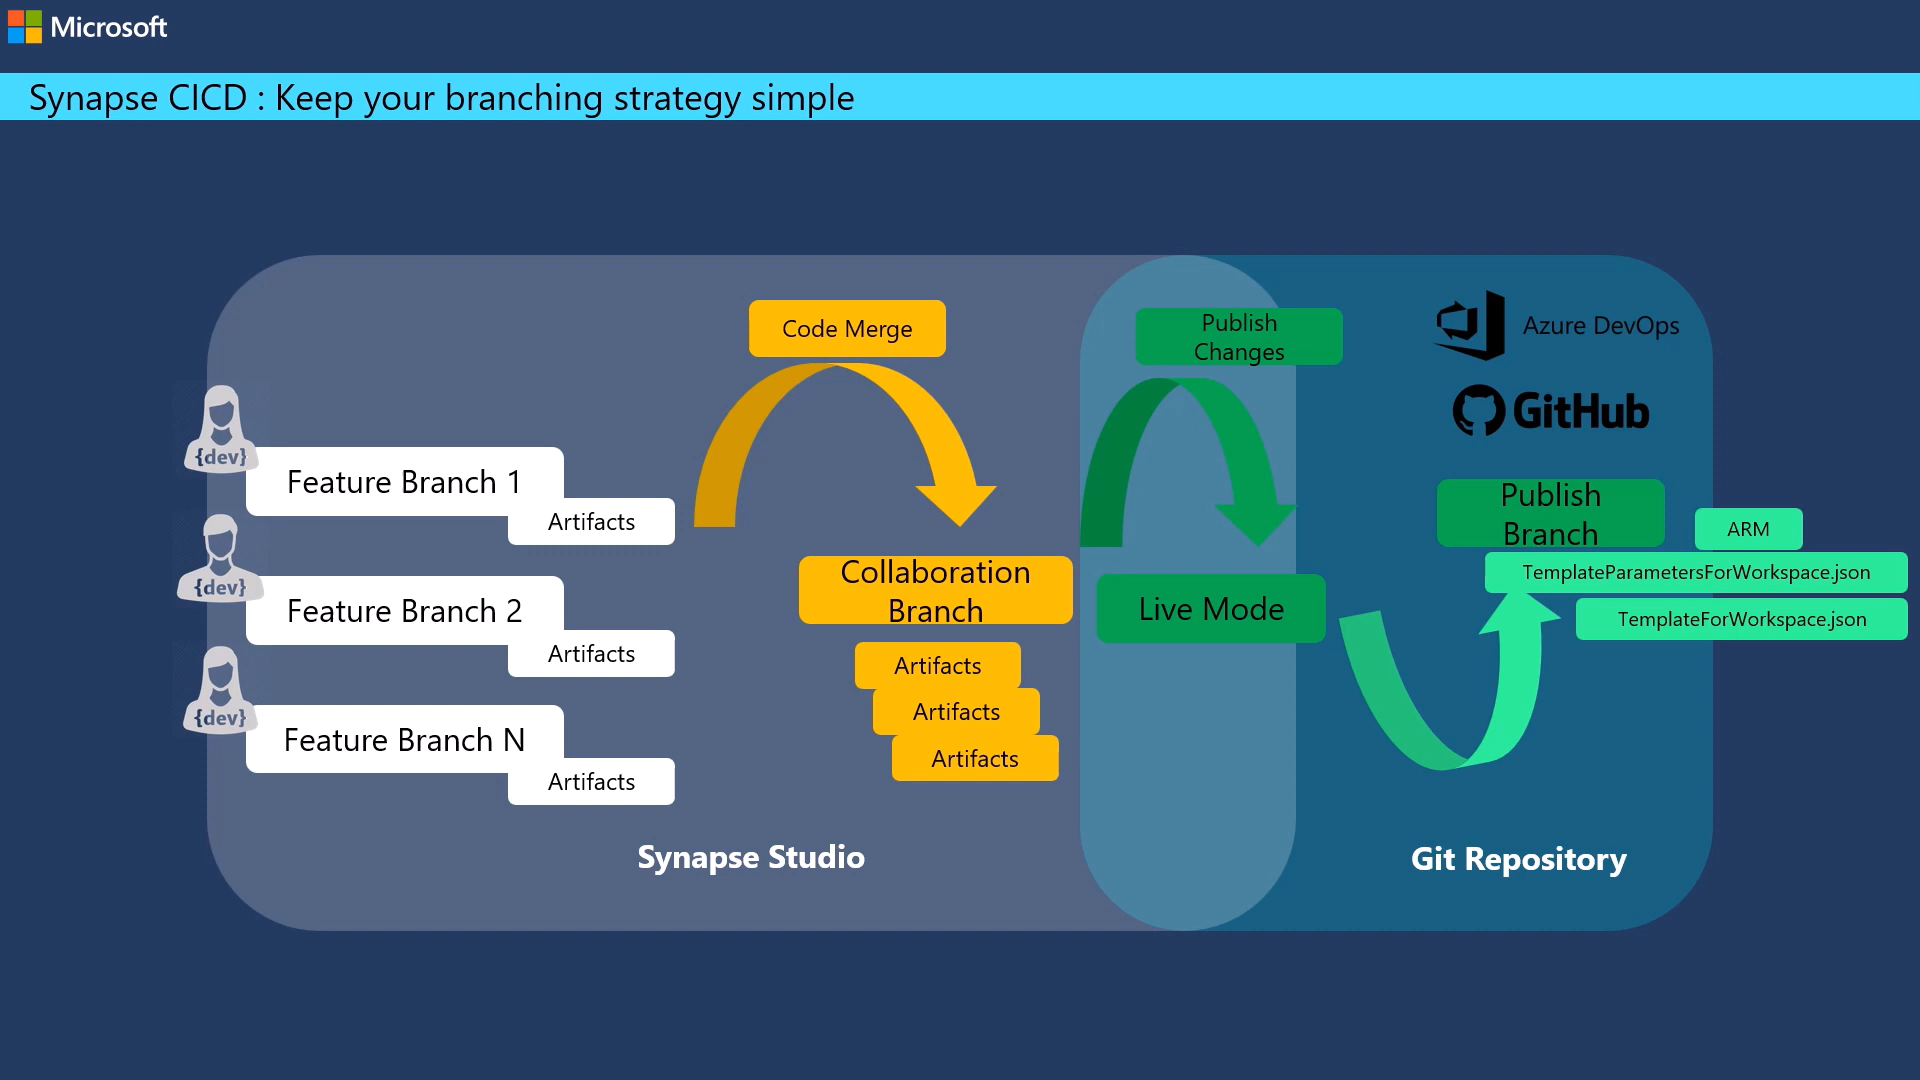 Microsoft
Synapse CICD : Keep your branching strategy simple
Code Merge
Publish
Changes
Azure DevOps
GitHub
{dev}
Feature Branch 1
Artifacts
{dev}
Feature Branch 2
Artifacts
{dev}
Feature Branch N
Artifacts
Collaboration
Branch
Artifacts
Artifacts
Artifacts
Live Mode
Publish
Branch
ARM
TemplateParametersForWorkspace.json
TemplateForWorkspace.json
Synapse Studio
Git Repository